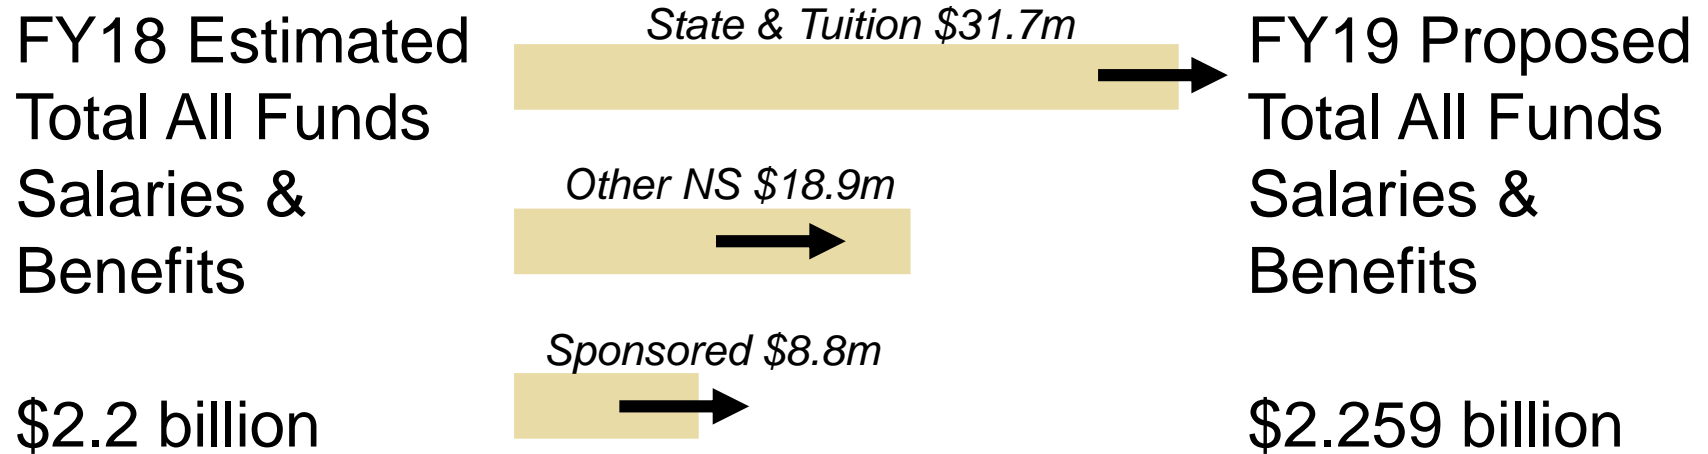 FY18 Estimated
Total All Funds
Salaries &
Benefits
$2.2 billion
State & Tuition $31.7m
Other NS $18.9m
Sponsored $8.8m
FY19 Proposed
Total All Funds
Salaries &
Benefits
$2.259 billion